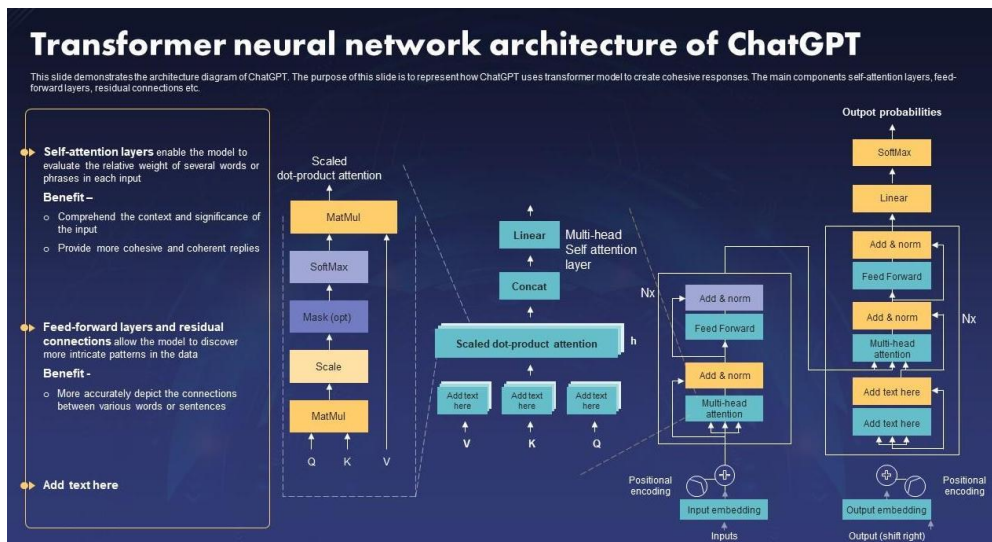 Transformer neural network architecture of ChatGPT
This slide demonstrates the architecture diagram of ChatGPT. The purpose of this slide is to represent how ChatGPT uses transformer model to create cohesive responses. The main components self-attention layers, feed-
forward layers, residual connections etc.
Self-attention layers enable the model to
evaluate the relative weight of several words or
phrases in each input
Benefit –
o Comprehend the context and significance of
the input
o Provide more cohesive and coherent replies
Feed-forward layers and residual
connections allow the model to discover
more intricate patterns in the data
Benefit -
o More accurately depict the connections
between various words or sentences
Add text here
Scaled
dot-product attention
MatMul
SoftMax
Mask (opt)
Scale
MatMul
Q K V
Linear
Multi-head
Self attention
layer
Concat
Scaled dot-product attention
h
Add text
here
Add text
here
Add text
here
V K Q
Nx
Add & norm
Feed Forward
Add & norm
Multi-head
attention
Positional
encoding
Input embedding
Inputs
Outpot probabilities
SoftMax
Linear
Add & norm
Feed Forward
Add & norm
Nx
Multi-head
attention
Add text here
Add text here
Positional
encoding
Output embedding
Output (shift right)